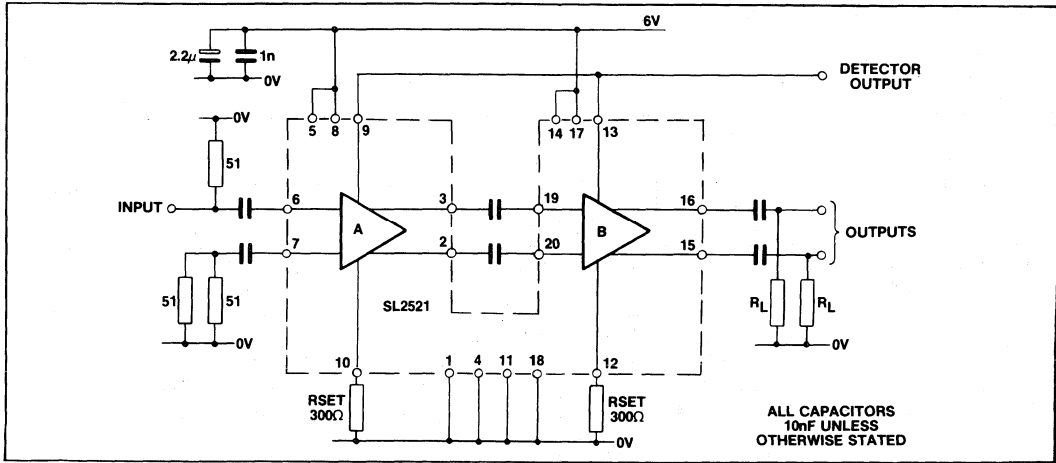 6V
2.2μ
1n
0V
DETECTOR
OUTPUT
0V
5 8 9
14 17 13
51
INPUT
6
3
19
16
A
B
7
2
20
15
OUTPUTS
51
51
SL2521
RL
RL
0V
0V
10
1
4
11
18
12
RSET
300Ω
RSET
300Ω
0V
ALL CAPACITORS
10nF UNLESS
OTHERWISE STATED